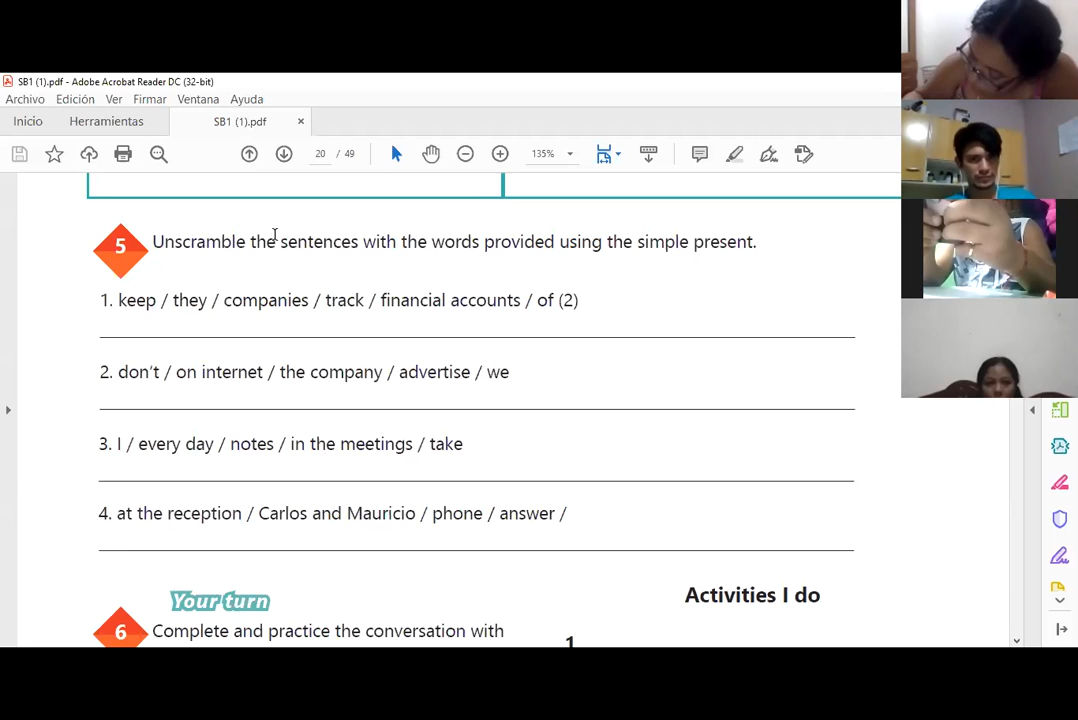 SB1 (1).pdf - Adobe Acrobat Reader DC (32-bit)
Archivo Edición Ver Firmar Ventana Ayuda
Inicio Herramientas SB1 (1).pdf ×
20 / 49 135%
5 Unscramble the sentences with the words provided using the simple present.
1. keep / they / companies / track / financial accounts / of (2)
2. don't / on internet / the company / advertise / we
3. I / every day / notes / in the meetings / take
4. at the reception / Carlos and Mauricio / phone / answer /
Your turn
Activities I do
6 Complete and practice the conversation with
1